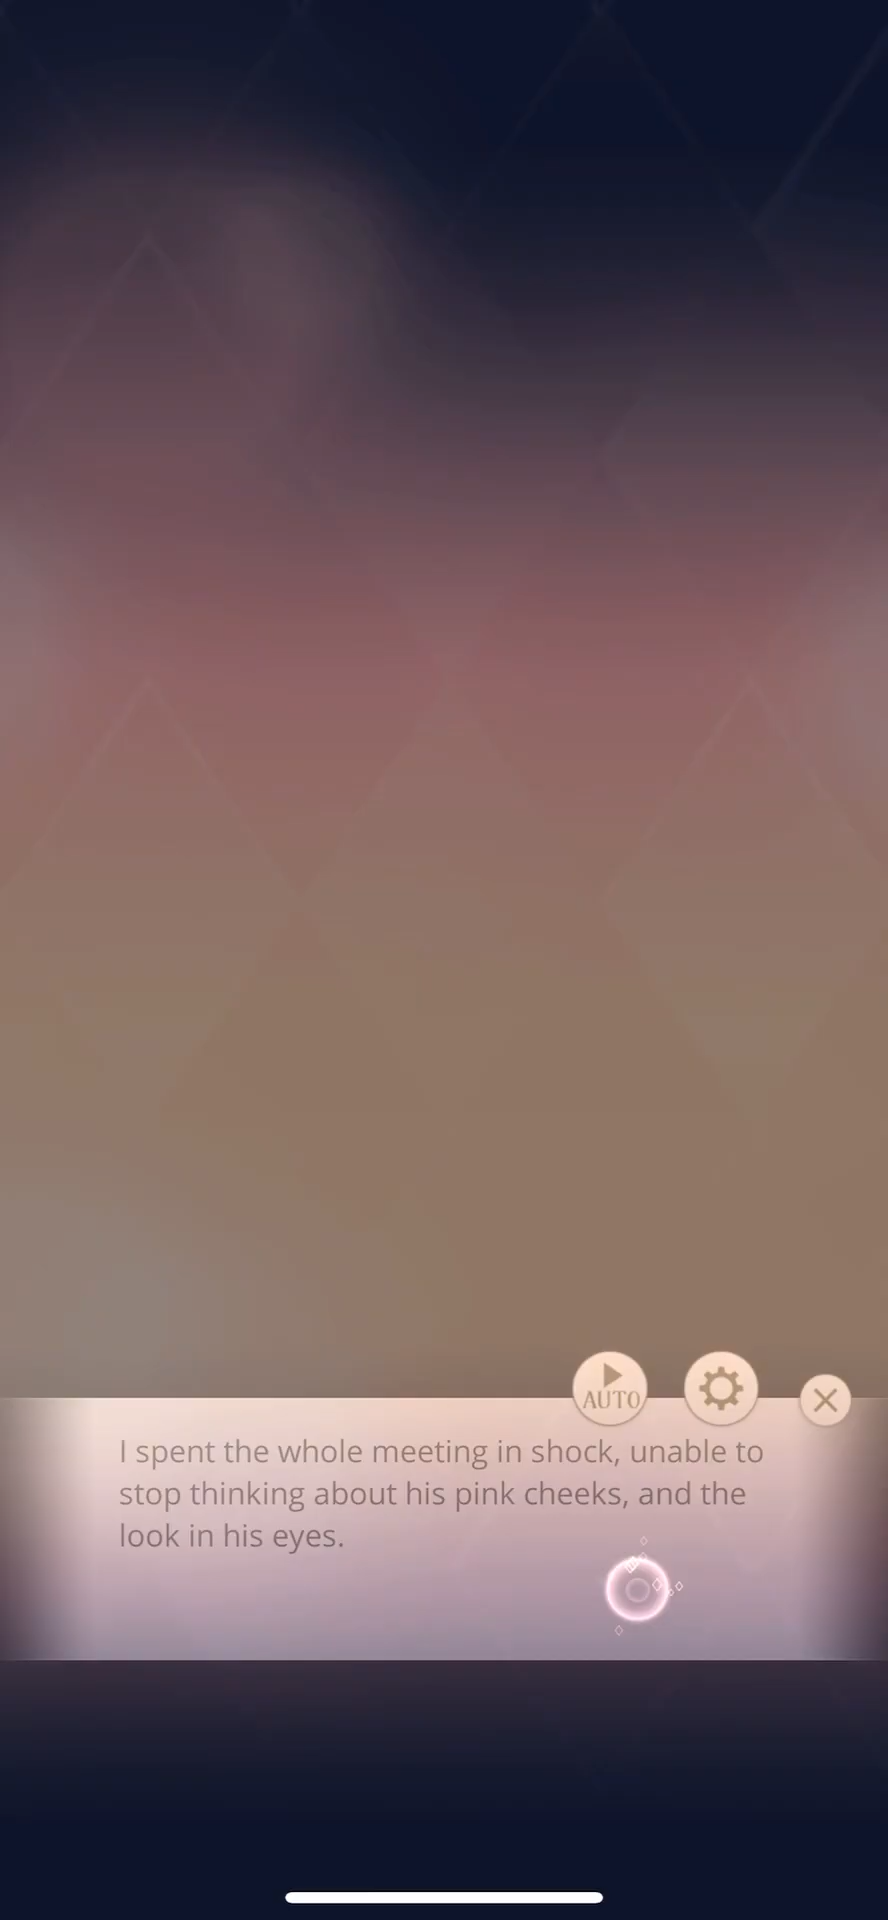 AUTO
I spent the whole meeting in shock, unable to
stop thinking about his pink cheeks, and the
look in his eyes.